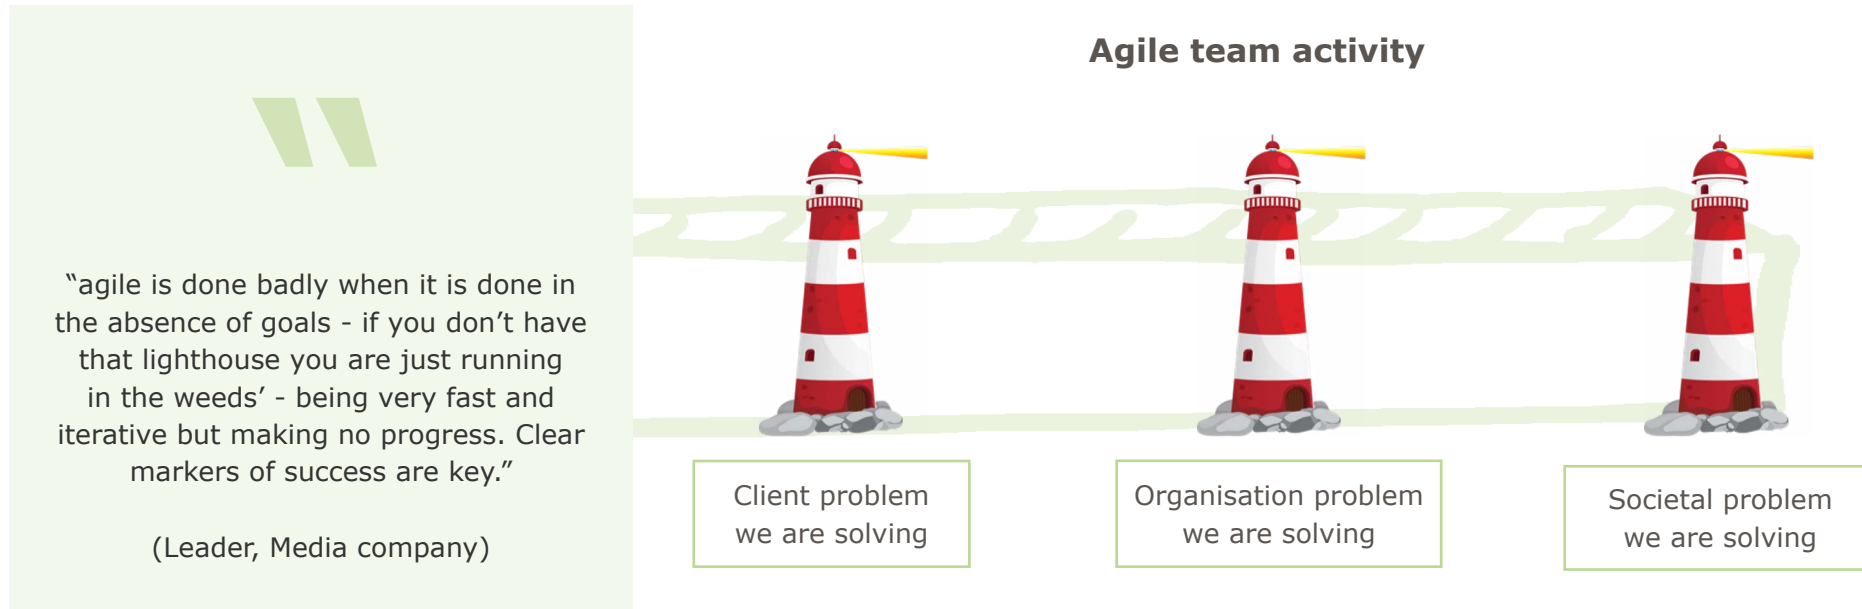 “agile is done badly when it is done in
the absence of goals - if you don’t have
that lighthouse you are just running
in the weeds’ - being very fast and
iterative but making no progress. Clear
markers of success are key.”
(Leader, Media company)
Agile team activity
Client problem
we are solving
Organisation problem
we are solving
Societal problem
we are solving